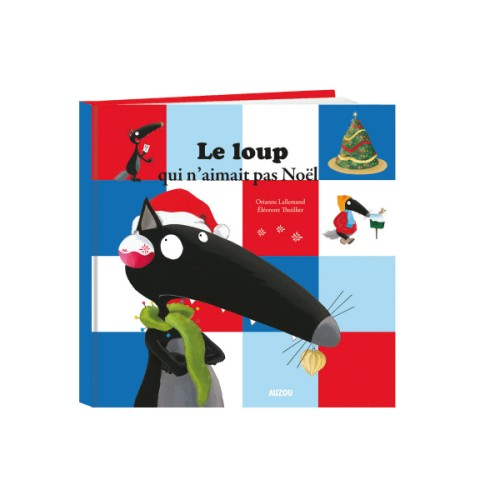 Le loup
qui n'aimait pas Noël
Orianne Lallemand
Éléonore Thuillier
AUZOU